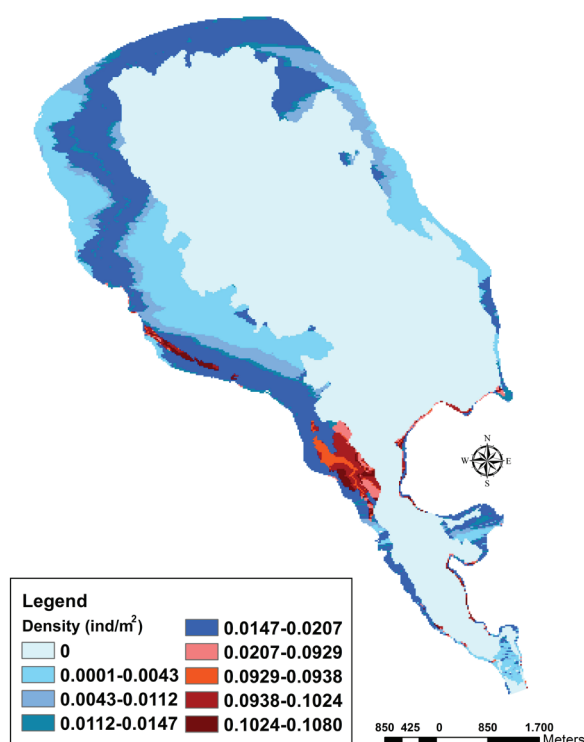 N
W E
S
Legend
Density (ind/m²)
0
0.0001-0.0043
0.0043-0.0112
0.0112-0.0147
0.0147-0.0207
0.0207-0.0929
0.0929-0.0938
0.0938-0.1024
0.1024-0.1080
850 425 0 850 1.700
Meters